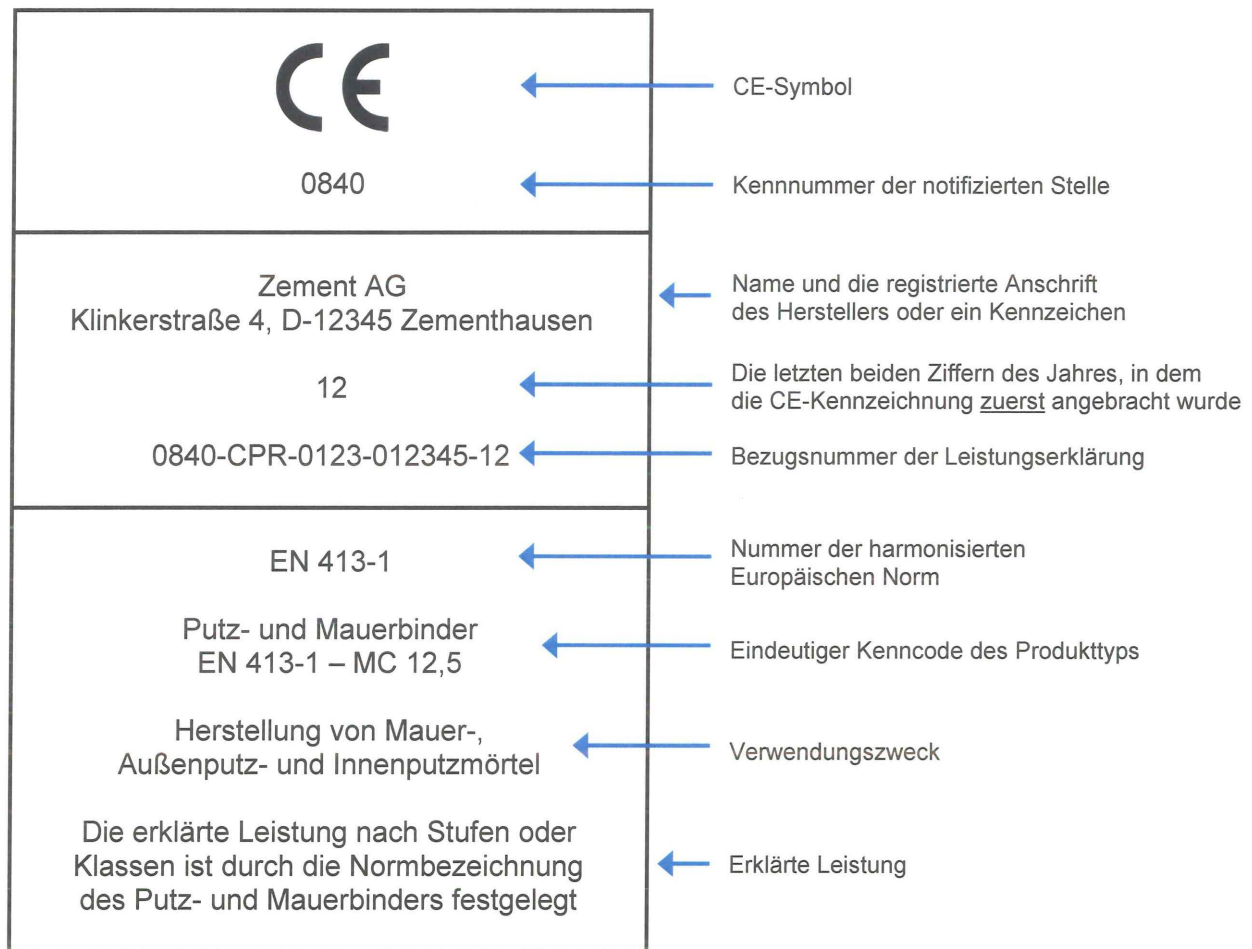 CE
CE-Symbol
0840
Kennnummer der notifizierten Stelle
Zement AG
Klinkerstraße 4, D-12345 Zementhausen
Name und die registrierte Anschrift
des Herstellers oder ein Kennzeichen
12
Die letzten beiden Ziffern des Jahres, in dem
die CE-Kennzeichnung zuerst angebracht wurde
0840-CPR-0123-012345-12
Bezugsnummer der Leistungserklärung
EN 413-1
Nummer der harmonisierten
Europäischen Norm
Putz- und Mauerbinder
EN 413-1 – MC 12,5
Eindeutiger Kenncode des Produkttyps
Herstellung von Mauer-,
Außenputz- und Innenputzmörtel
Verwendungszweck
Die erklärte Leistung nach Stufen oder
Klassen ist durch die Normbezeichnung
des Putz- und Mauerbinders festgelegt
Erklärte Leistung